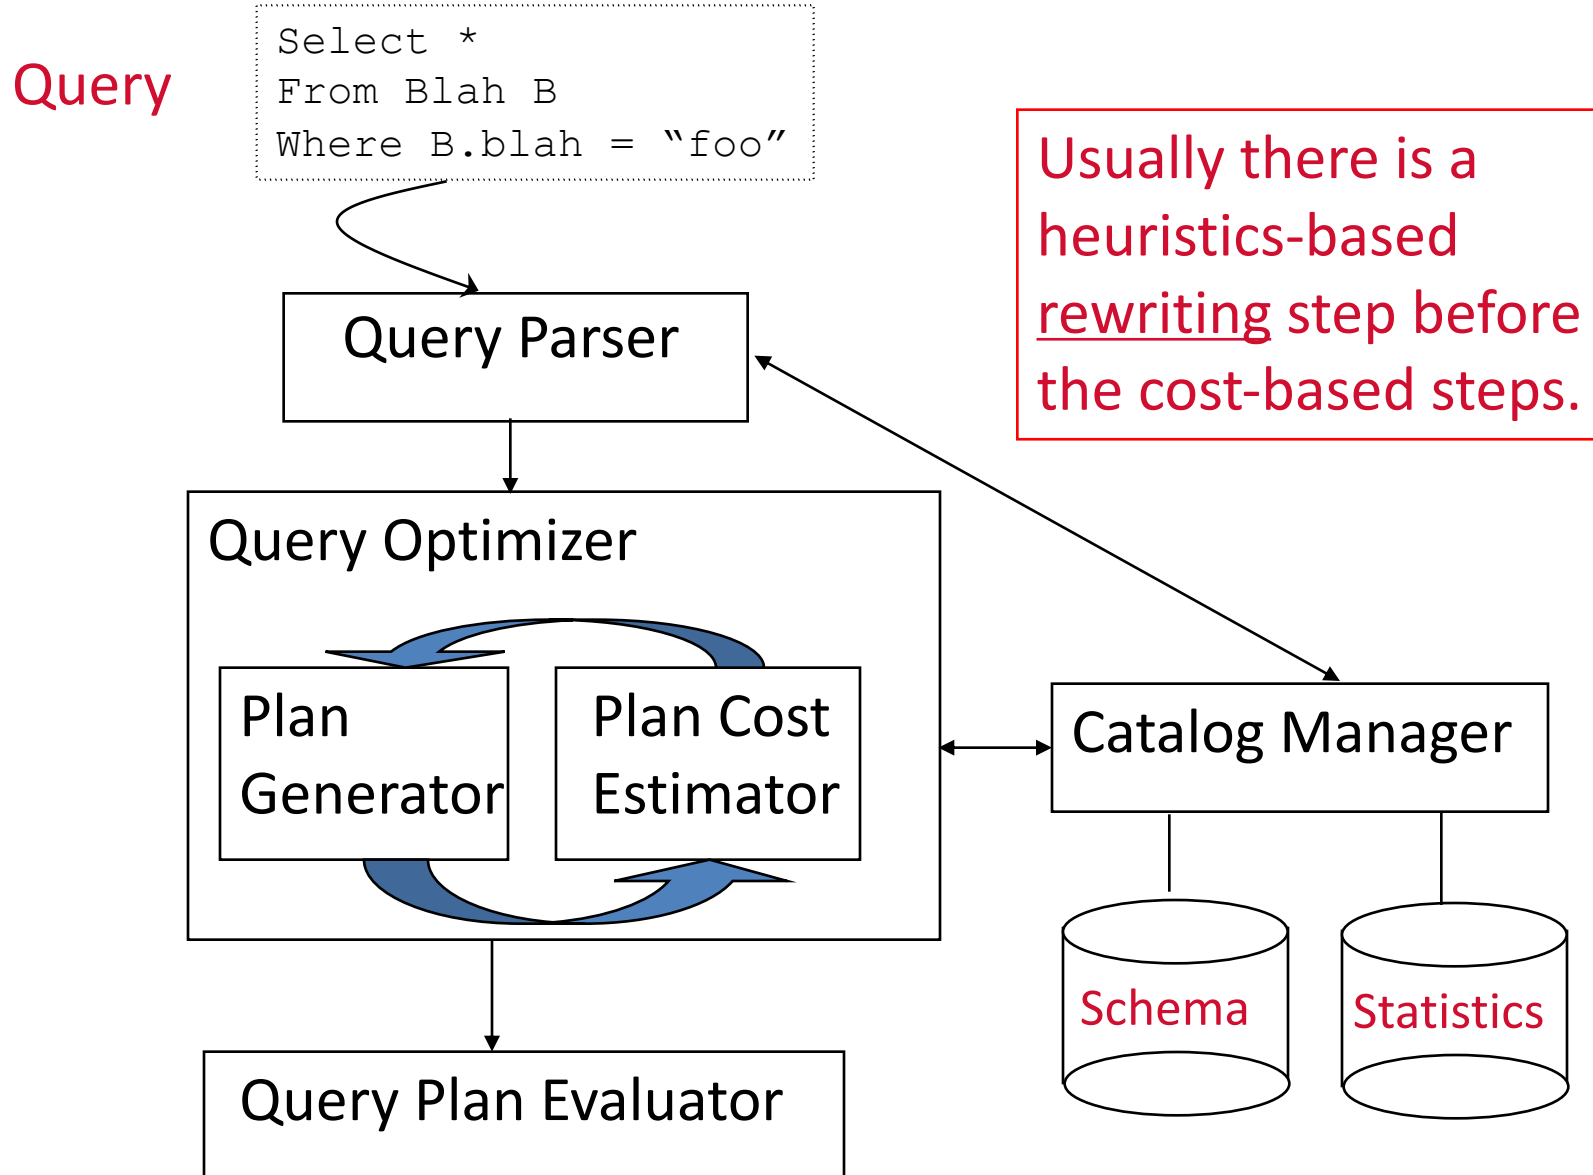 Query
Select *
From Blah B
Where B.blah = “foo”
Usually there is a
heuristics-based
rewriting step before
the cost-based steps.
Query Parser
Query Optimizer
Plan
Generator
Plan Cost
Estimator
Catalog Manager
Schema
Statistics
Query Plan Evaluator